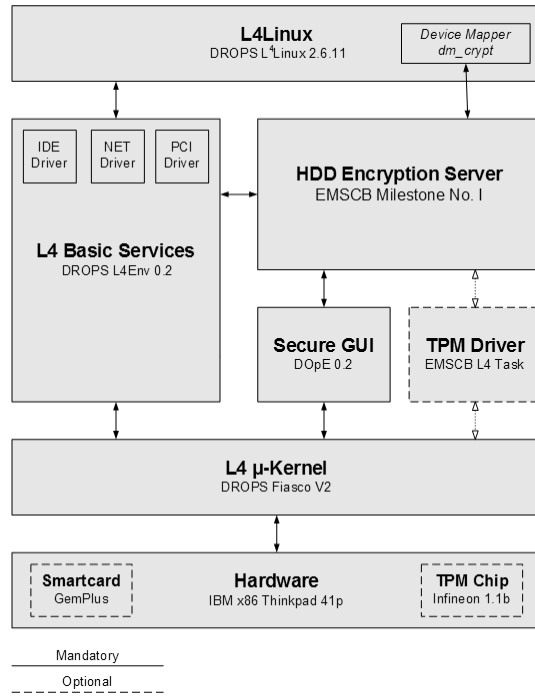 L4Linux
DROPS L⁴Linux 2.6.11
Device Mapper
dm_crypt
IDE
Driver
NET
Driver
PCI
Driver
L4 Basic Services
DROPS L4Env 0.2
HDD Encryption Server
EMSCB Milestone No. I
Secure GUI
DOpE 0.2
TPM Driver
EMSCB L4 Task
L4 µ-Kernel
DROPS Fiasco V2
Smartcard
GemPlus
Hardware
IBM x86 Thinkpad 41p
TPM Chip
Infineon 1.1b
Mandatory
Optional